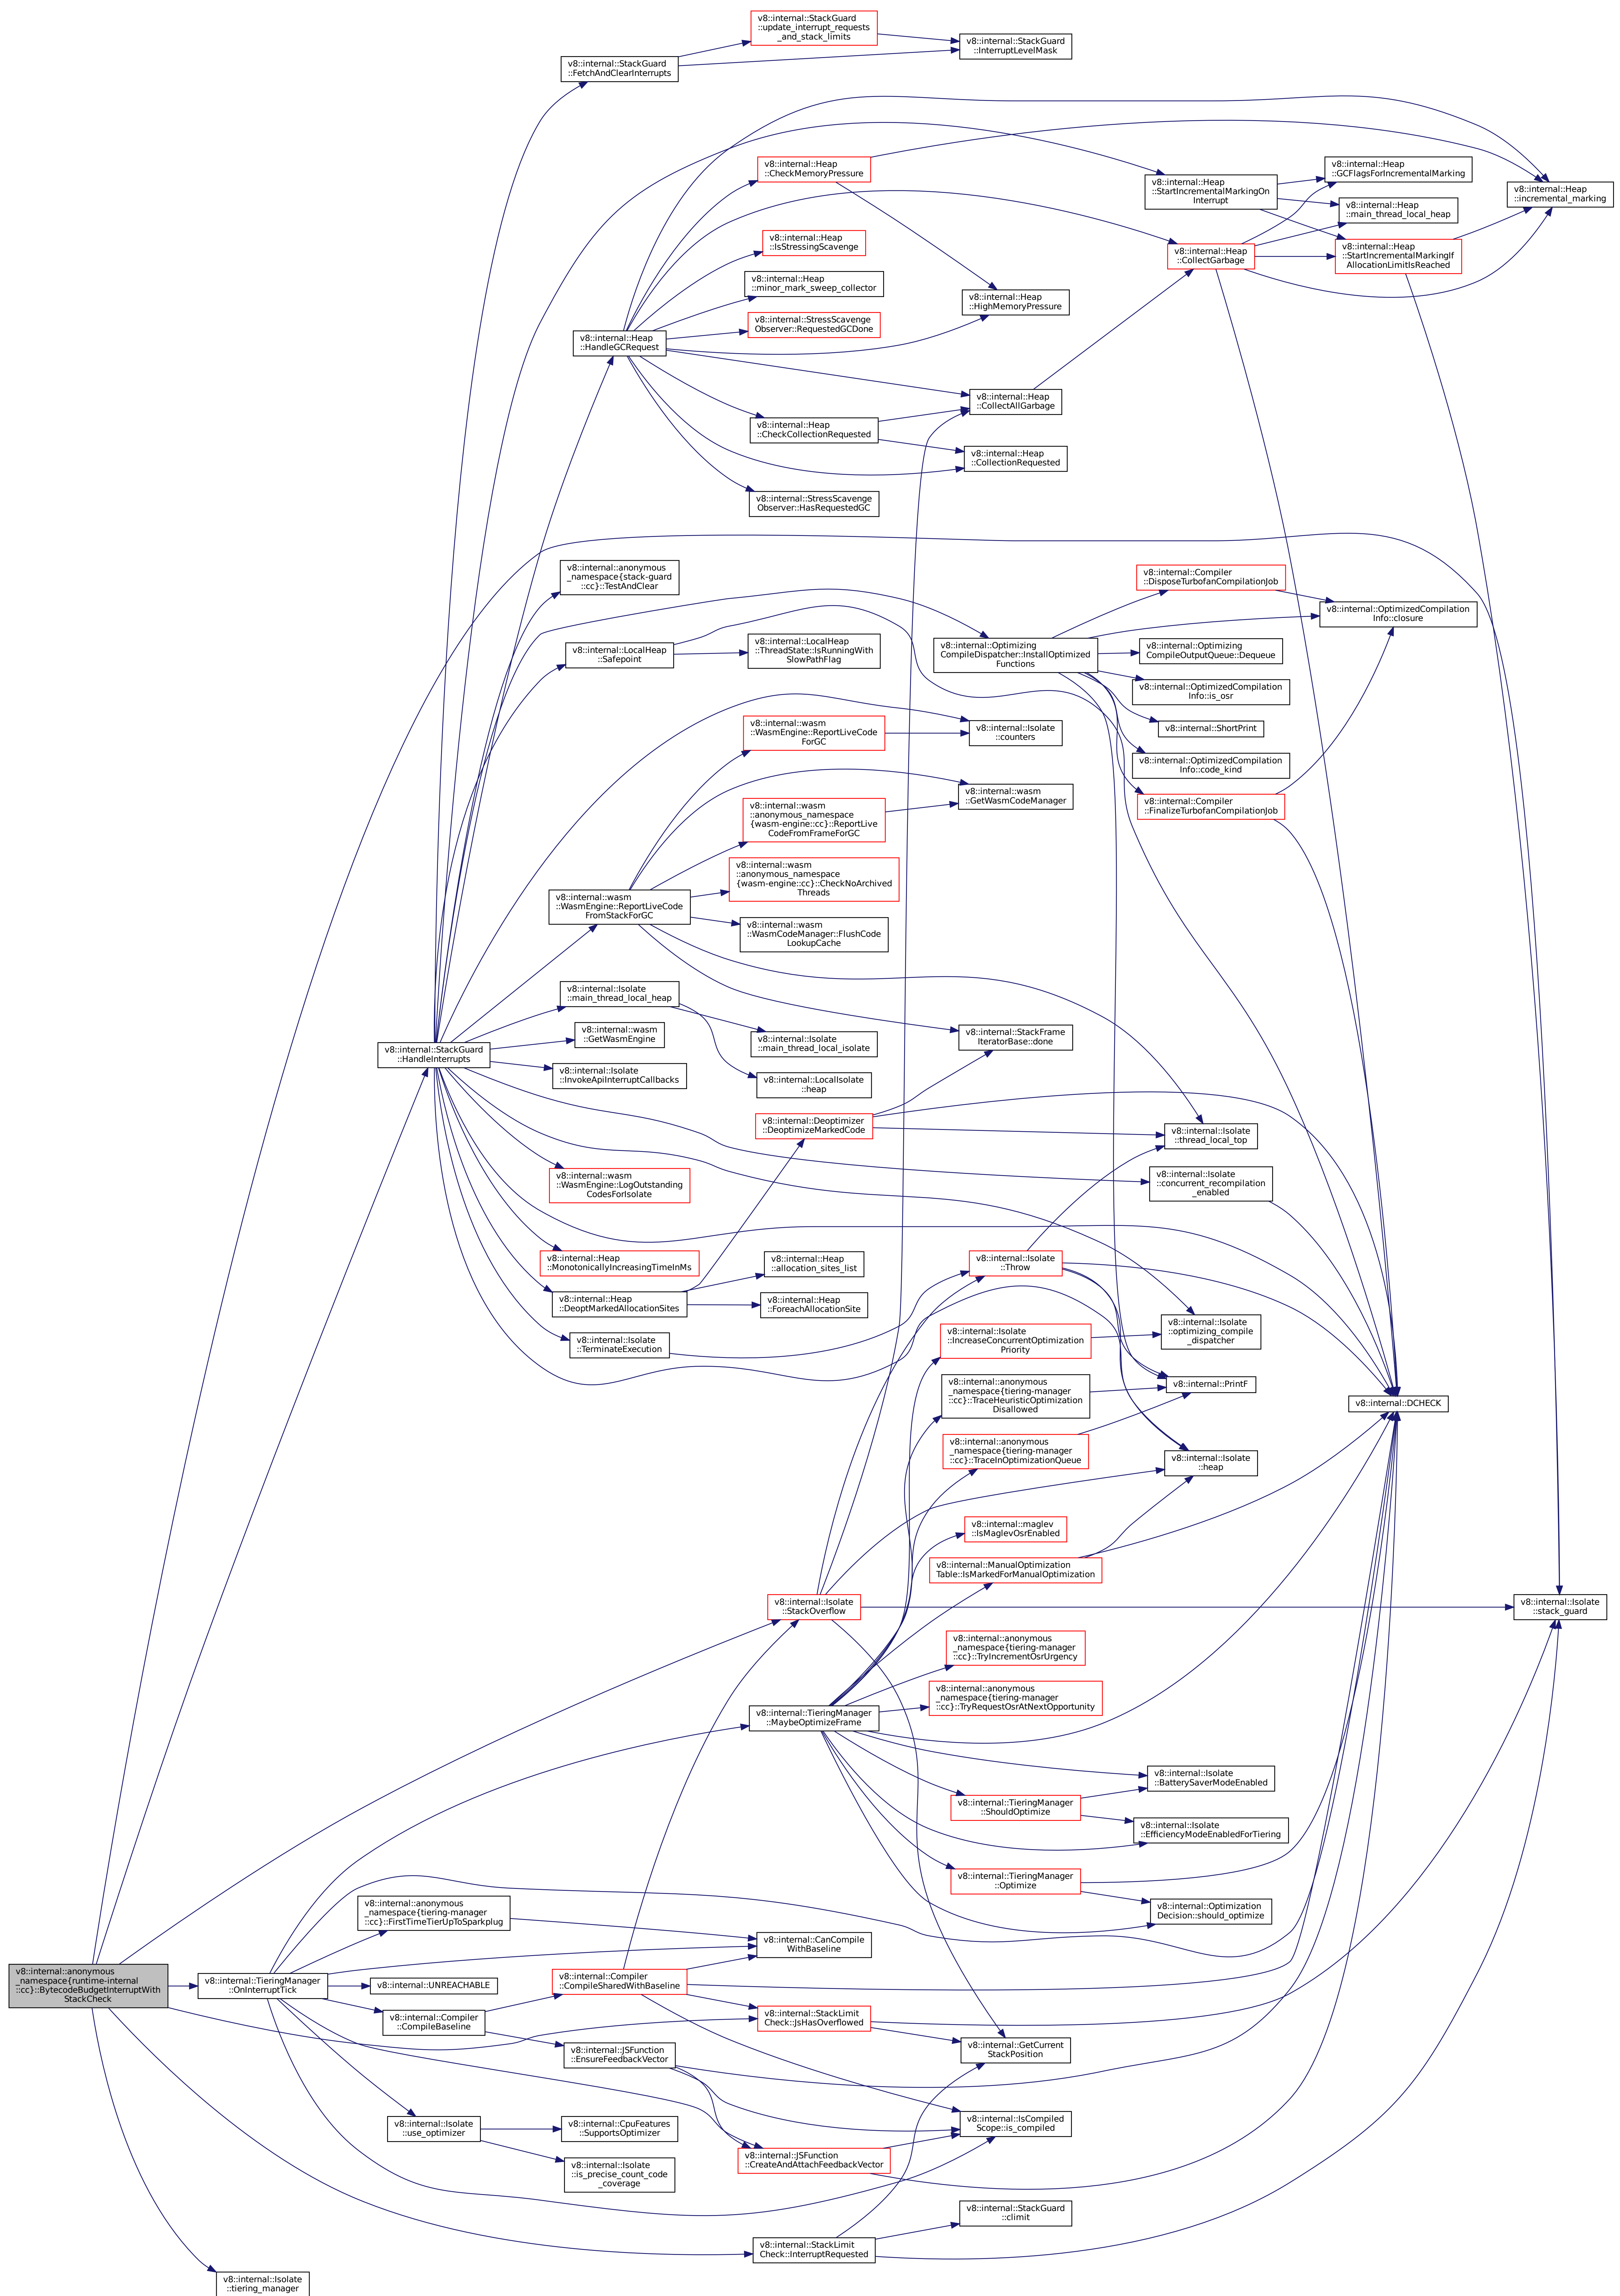 v8::internal::StackGuard
::update_interrupt_requests
_and_stack_limits
v8::internal::StackGuard
::InterruptLevelMask
v8::internal::StackGuard
::FetchAndClearInterrupts
v8::internal::Heap
::CheckMemoryPressure
v8::internal::Heap
::GCFlagsForIncrementalMarking
v8::internal::Heap
::StartIncrementalMarkingOn
Interrupt
v8::internal::Heap
::incremental_marking
v8::internal::Heap
::main_thread_local_heap
v8::internal::Heap
::IsStressingScavenge
v8::internal::Heap
::CollectGarbage
v8::internal::Heap
::StartIncrementalMarkingIf
AllocationLimitIsReached
v8::internal::Heap
::minor_mark_sweep_collector
v8::internal::Heap
::HighMemoryPressure
v8::internal::StressScavenge
Observer::RequestedGCDone
v8::internal::Heap
::HandleGCRequest
v8::internal::Heap
::CollectAllGarbage
v8::internal::Heap
::CheckCollectionRequested
v8::internal::Heap
::CollectionRequested
v8::internal::StressScavenge
Observer::HasRequestedGC
v8::internal::anonymous
_namespace{stack-guard
::cc}::TestAndClear
v8::internal::Compiler
::DisposeTurbofanCompilationJob
v8::internal::OptimizedCompilation
Info::closure
v8::internal::LocalHeap
::Safepoint
v8::internal::LocalHeap
::ThreadState::IsRunningWith
SlowPathFlag
v8::internal::Optimizing
CompileDispatcher::InstallOptimized
Functions
v8::internal::Optimizing
CompileOutputQueue::Dequeue
v8::internal::OptimizedCompilation
Info::is_osr
v8::internal::wasm
::WasmEngine::ReportLiveCode
ForGC
v8::internal::Isolate
::counters
v8::internal::ShortPrint
v8::internal::OptimizedCompilation
Info::code_kind
v8::internal::wasm
::GetWasmCodeManager
v8::internal::Compiler
::FinalizeTurbofanCompilationJob
v8::internal::wasm
::anonymous_namespace
{wasm-engine::cc}::ReportLive
CodeFromFrameForGC
v8::internal::wasm
::anonymous_namespace
{wasm-engine::cc}::CheckNoArchived
Threads
v8::internal::wasm
::WasmEngine::ReportLiveCode
FromStackForGC
v8::internal::wasm
::WasmCodeManager::FlushCode
LookupCache
v8::internal::Isolate
::main_thread_local_heap
v8::internal::wasm
::GetWasmEngine
v8::internal::Isolate
::main_thread_local_isolate
v8::internal::StackFrame
IteratorBase::done
v8::internal::StackGuard
::HandleInterrupts
v8::internal::Isolate
::InvokeApiInterruptCallbacks
v8::internal::LocalIsolate
::heap
v8::internal::Deoptimizer
::DeoptimizeMarkedCode
v8::internal::Isolate
::thread_local_top
v8::internal::wasm
::WasmEngine::LogOutstanding
CodesForIsolate
v8::internal::Isolate
::concurrent_recompilation
_enabled
v8::internal::Heap
::MonotonicallyIncreasingTimeInMs
v8::internal::Heap
::allocation_sites_list
v8::internal::Isolate
::Throw
v8::internal::Heap
::DeoptMarkedAllocationSites
v8::internal::Heap
::ForeachAllocationSite
v8::internal::Isolate
::TerminateExecution
v8::internal::Isolate
::IncreaseConcurrentOptimization
Priority
v8::internal::Isolate
::optimizing_compile
_dispatcher
v8::internal::anonymous
_namespace{tiering-manager
::cc}::TraceHeuristicOptimization
Disallowed
v8::internal::PrintF
v8::internal::DCHECK
v8::internal::anonymous
_namespace{tiering-manager
::cc}::TraceInOptimizationQueue
v8::internal::Isolate
::heap
v8::internal::maglev
::IsMaglevOsrEnabled
v8::internal::ManualOptimization
Table::IsMarkedForManualOptimization
v8::internal::Isolate
::StackOverflow
v8::internal::Isolate
::stack_guard
v8::internal::anonymous
_namespace{tiering-manager
::cc}::TryIncrementOsrUrgency
v8::internal::anonymous
_namespace{tiering-manager
::cc}::TryRequestOsrAtNextOpportunity
v8::internal::TieringManager
::MaybeOptimizeFrame
v8::internal::Isolate
::BatterySaverModeEnabled
v8::internal::TieringManager
::ShouldOptimize
v8::internal::Isolate
::EfficiencyModeEnabledForTiering
v8::internal::TieringManager
::Optimize
v8::internal::Optimization
Decision::should_optimize
v8::internal::anonymous
_namespace{tiering-manager
::cc}::FirstTimeTierUpToSparkplug
v8::internal::CanCompile
WithBaseline
v8::internal::anonymous
_namespace{runtime-internal
::cc}::BytecodeBudgetInterruptWith
StackCheck
v8::internal::TieringManager
::OnInterruptTick
v8::internal::UNREACHABLE
v8::internal::Compiler
::CompileSharedWithBaseline
v8::internal::Compiler
::CompileBaseline
v8::internal::StackLimit
Check::JsHasOverflowed
v8::internal::JSFunction
::EnsureFeedbackVector
v8::internal::GetCurrent
StackPosition
v8::internal::Isolate
::use_optimizer
v8::internal::CpuFeatures
::SupportsOptimizer
v8::internal::IsCompiled
Scope::is_compiled
v8::internal::JSFunction
::CreateAndAttachFeedbackVector
v8::internal::Isolate
::is_precise_count_code
_coverage
v8::internal::StackGuard
::climit
v8::internal::StackLimit
Check::InterruptRequested
v8::internal::Isolate
::tiering_manager